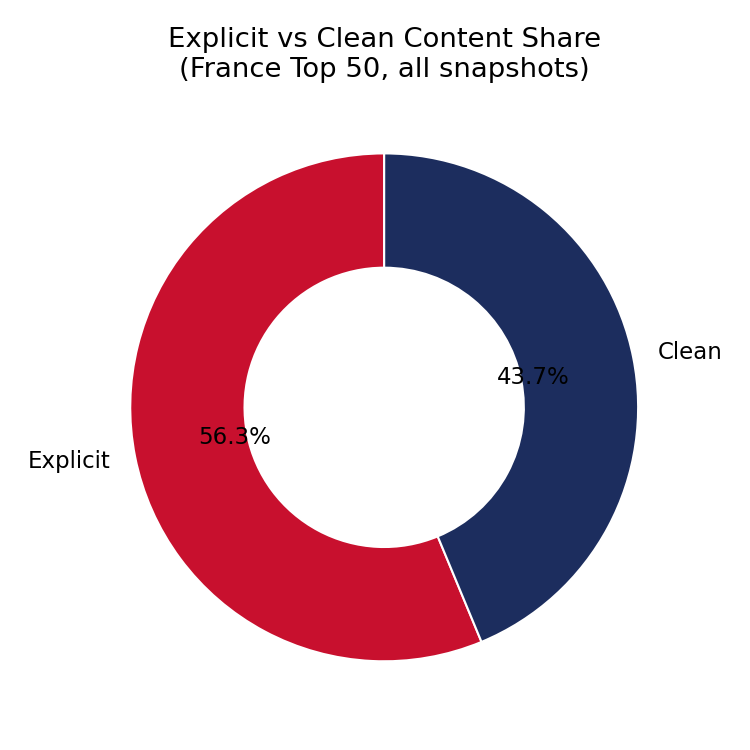 Explicit vs Clean Content Share
(France Top 50, all snapshots)
Clean
43.7%
56.3%
Explicit